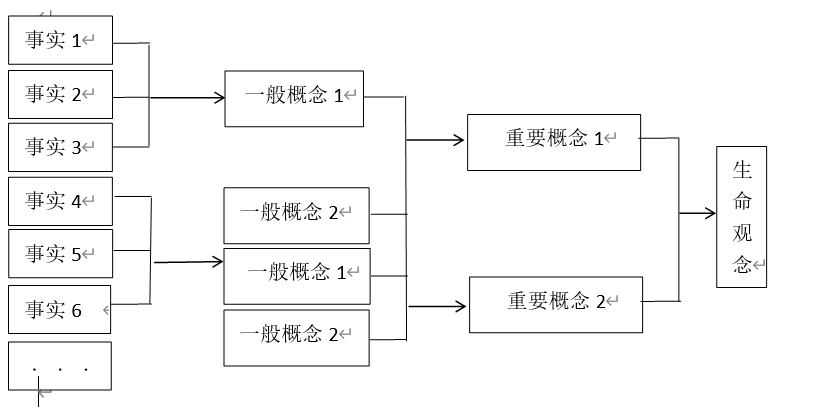 事实 1
事实 2
事实 3
事实 4
事实 5
事实 6
. . .
一般概念 1
一般概念 2
一般概念 1
一般概念 2
重要概念 1
重要概念 2
生
命
观
念